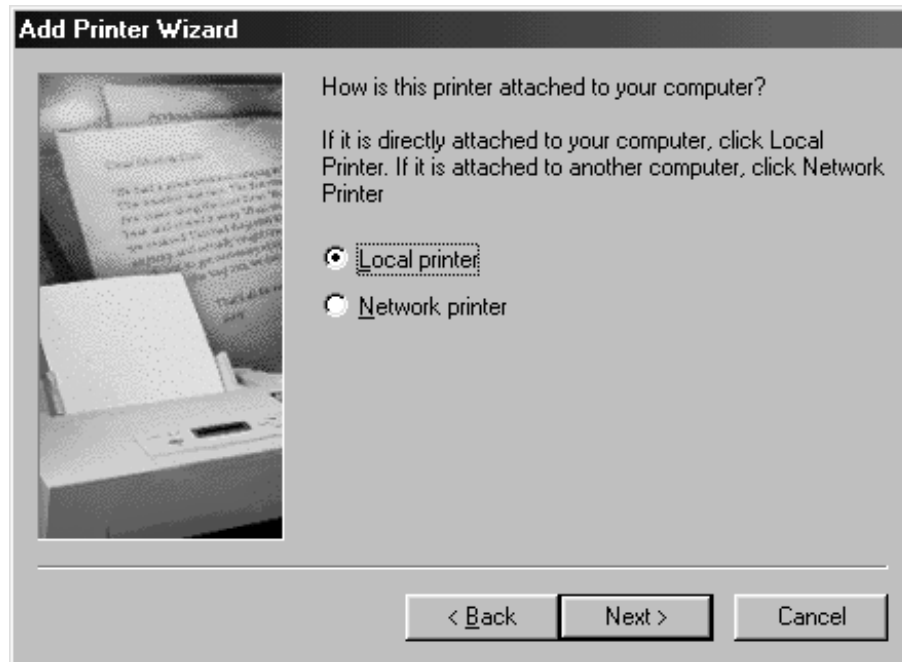 Add Printer Wizard
How is this printer attached to your computer?
If it is directly attached to your computer, click Local
Printer. If it is attached to another computer, click Network
Printer
Local printer
Network printer
< Back
Next >
Cancel